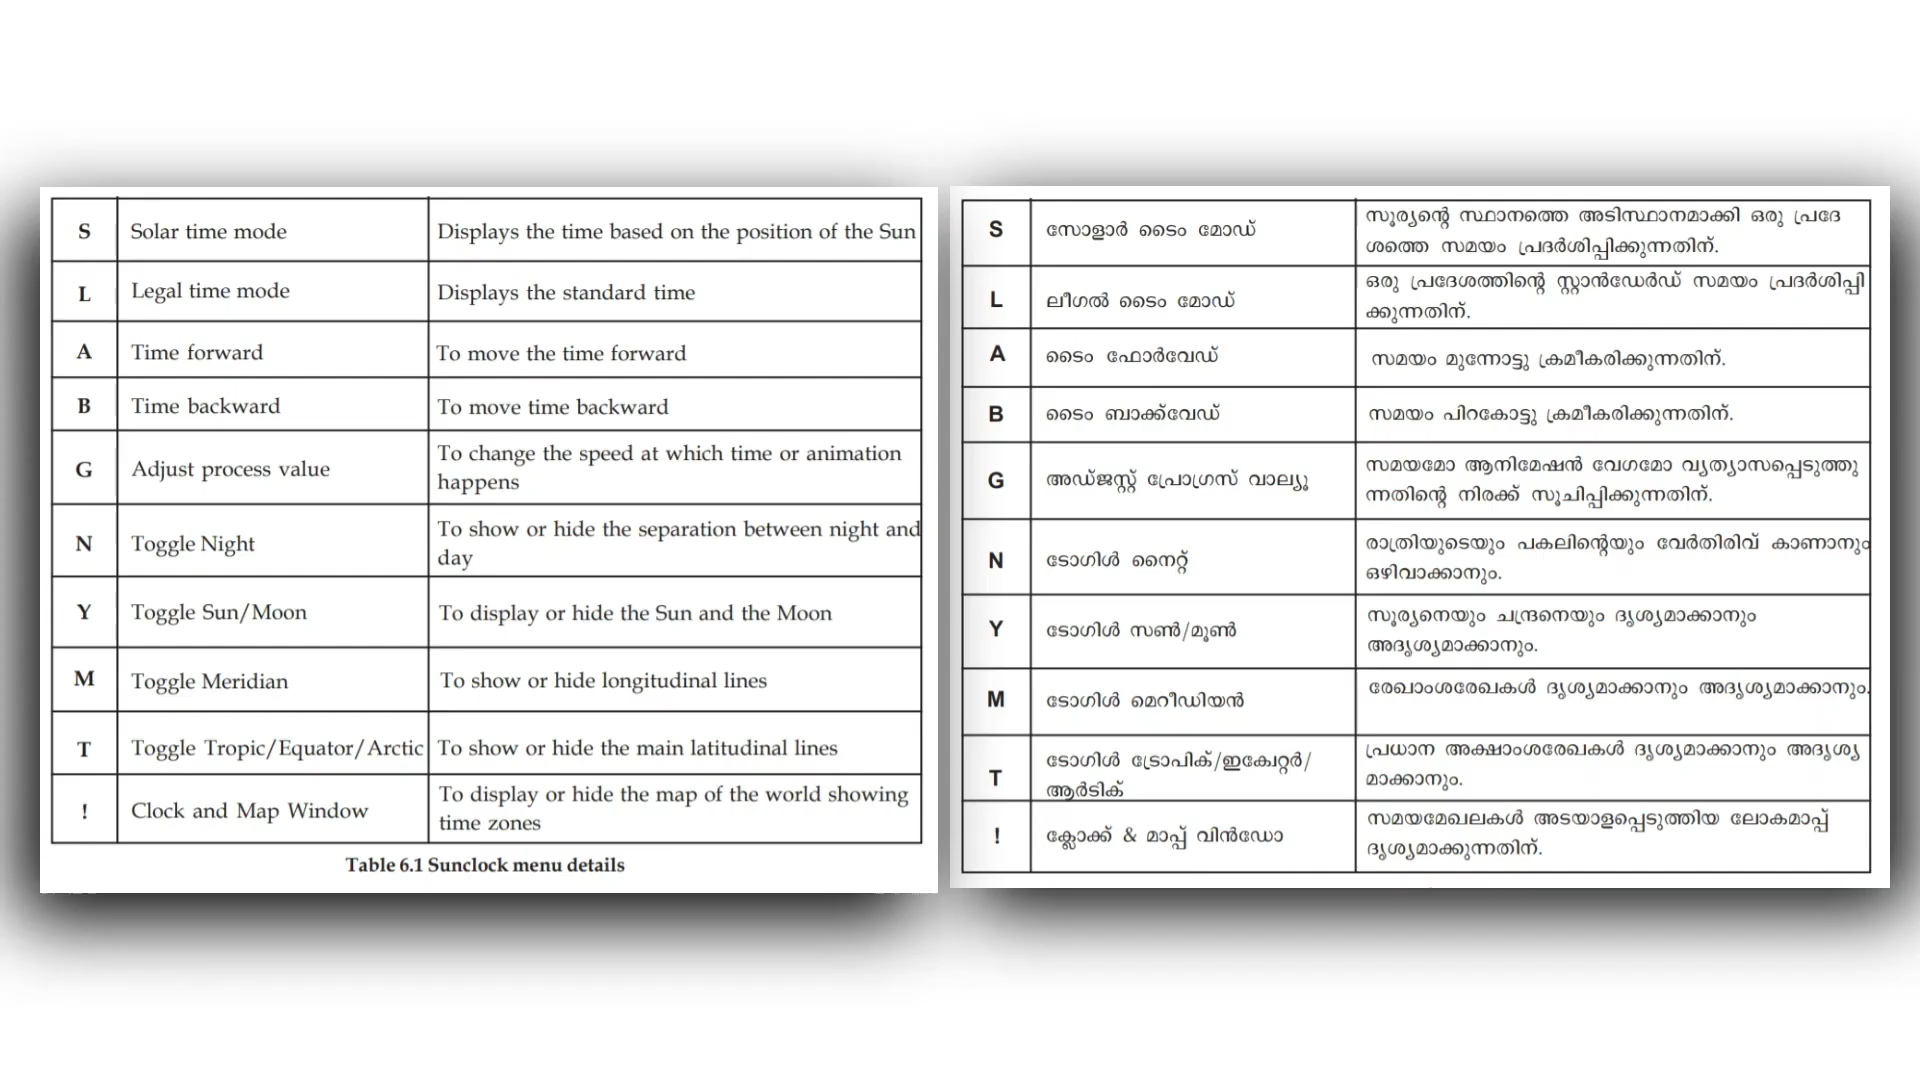 S Solar time mode Displays the time based on the position of the Sun
L Legal time mode Displays the standard time
A Time forward To move the time forward
B Time backward To move time backward
G Adjust process value To change the speed at which time or animation
happens
N Toggle Night To show or hide the separation between night and
day
Y Toggle Sun/Moon To display or hide the Sun and the Moon
M Toggle Meridian To show or hide longitudinal lines
T Toggle Tropic/Equator/Arctic To show or hide the main latitudinal lines
! Clock and Map Window To display or hide the map of the world showing
time zones
Table 6.1 Sunclock menu details
S സോളാർ ടൈം മോഡ് സൂര്യന്റെ സ്ഥാനത്തെ അടിസ്ഥാനമാക്കി ഒരു പ്രദേ
ശത്തെ സമയം പ്രദർശിപ്പിക്കുന്നതിന്.
L ലീഗൽ ടൈം മോഡ് ഒരു പ്രദേശത്തിന്റെ സ്റ്റാൻഡേർഡ് സമയം പ്രദർശിപ്പി
ക്കുന്നതിന്.
A ടൈം ഫോർവേഡ് സമയം മുന്നോട്ടു ക്രമീകരിക്കുന്നതിന്.
B ടൈം ബാക്ക്‌വേഡ് സമയം പിറകോട്ടു ക്രമീകരിക്കുന്നതിന്.
G അഡ്ജസ്റ്റ് പ്രോഗ്രസ് വാല്യൂ സമയമോ ആനിമേഷൻ വേഗമോ വ്യത്യാസപ്പെടുത്തു
ന്നതിന്റെ നിരക്ക് സൂചിപ്പിക്കുന്നതിന്.
N ടോഗിൾ നൈറ്റ് രാത്രിയുടെയും പകലിന്റെയും വേർതിരിവ് കാണാനും
ഒഴിവാക്കാനും.
Y ടോഗിൾ സൺ/മൂൺ സൂര്യനെയും ചന്ദ്രനെയും ദൃശ്യമാക്കാനും
അദൃശ്യമാക്കാനും.
M ടോഗിൾ മെറീഡിയൻ രേഖാംശരേഖകൾ ദൃശ്യമാക്കാനും അദൃശ്യമാക്കാനും.
T ടോഗിൾ ട്രോപിക്/ഇക്വേറ്റർ/ പ്രധാന അക്ഷാംശരേഖകൾ ദൃശ്യമാക്കാനും അദൃശ്യ
ആർടിക് മാക്കാനും.
! ക്ലോക്ക് & മാപ്പ് വിൻഡോ സമയമേഖലകൾ അടയാളപ്പെടുത്തിയ ലോകമാപ്പ്
ദൃശ്യമാക്കുന്നതിന്.